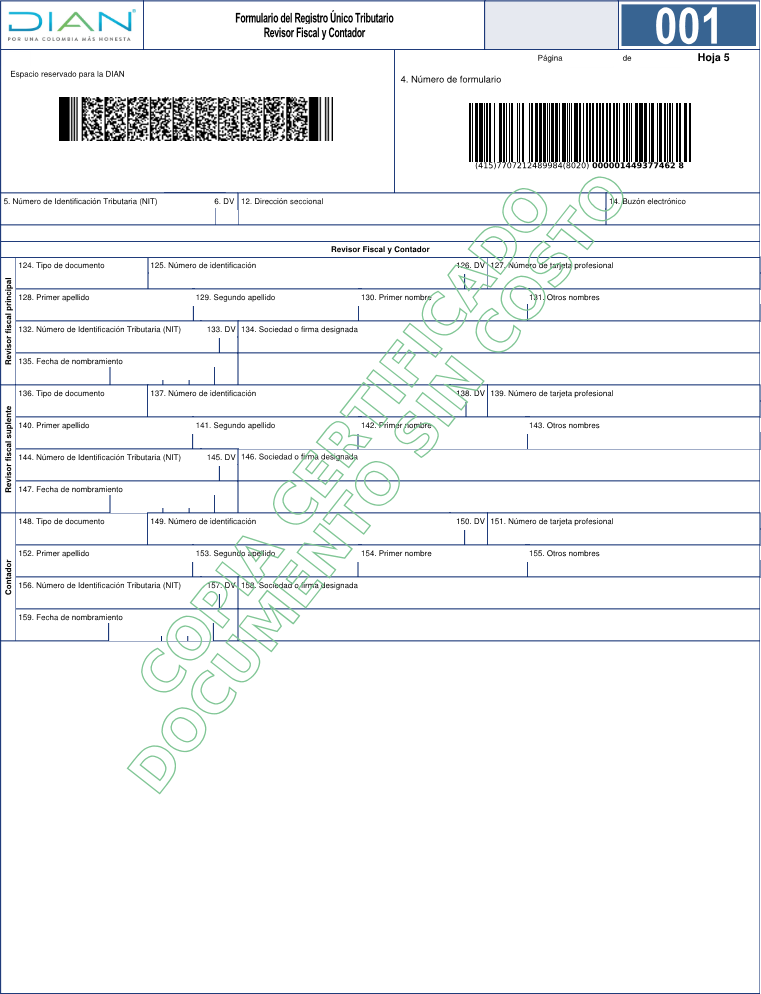 DIAN
POR UNA COLOMBIA MÁS HONESTA
Formulario del Registro Único Tributario
Revisor Fiscal y Contador
001
Página de Hoja 5
Espacio reservado para la DIAN
4. Número de formulario
(415)7707212489984(8020) 000001449377462 8
5. Número de Identificación Tributaria (NIT) 6. DV 12. Dirección seccional 14. Buzón electrónico
Revisor Fiscal y Contador
Revisor fiscal principal
124. Tipo de documento 125. Número de identificación 126. DV 127. Número de tarjeta profesional
128. Primer apellido 129. Segundo apellido 130. Primer nombre 131. Otros nombres
132. Número de Identificación Tributaria (NIT) 133. DV 134. Sociedad o firma designada
135. Fecha de nombramiento
Revisor fiscal suplente
136. Tipo de documento 137. Número de identificación 138. DV 139. Número de tarjeta profesional
140. Primer apellido 141. Segundo apellido 142. Primer nombre 143. Otros nombres
144. Número de Identificación Tributaria (NIT) 145. DV 146. Sociedad o firma designada
147. Fecha de nombramiento
Contador
148. Tipo de documento 149. Número de identificación 150. DV 151. Número de tarjeta profesional
152. Primer apellido 153. Segundo apellido 154. Primer nombre 155. Otros nombres
156. Número de Identificación Tributaria (NIT) 157. DV 158. Sociedad o firma designada
159. Fecha de nombramiento
COPIA CERTIFICADO
DOCUMENTO SIN COSTO